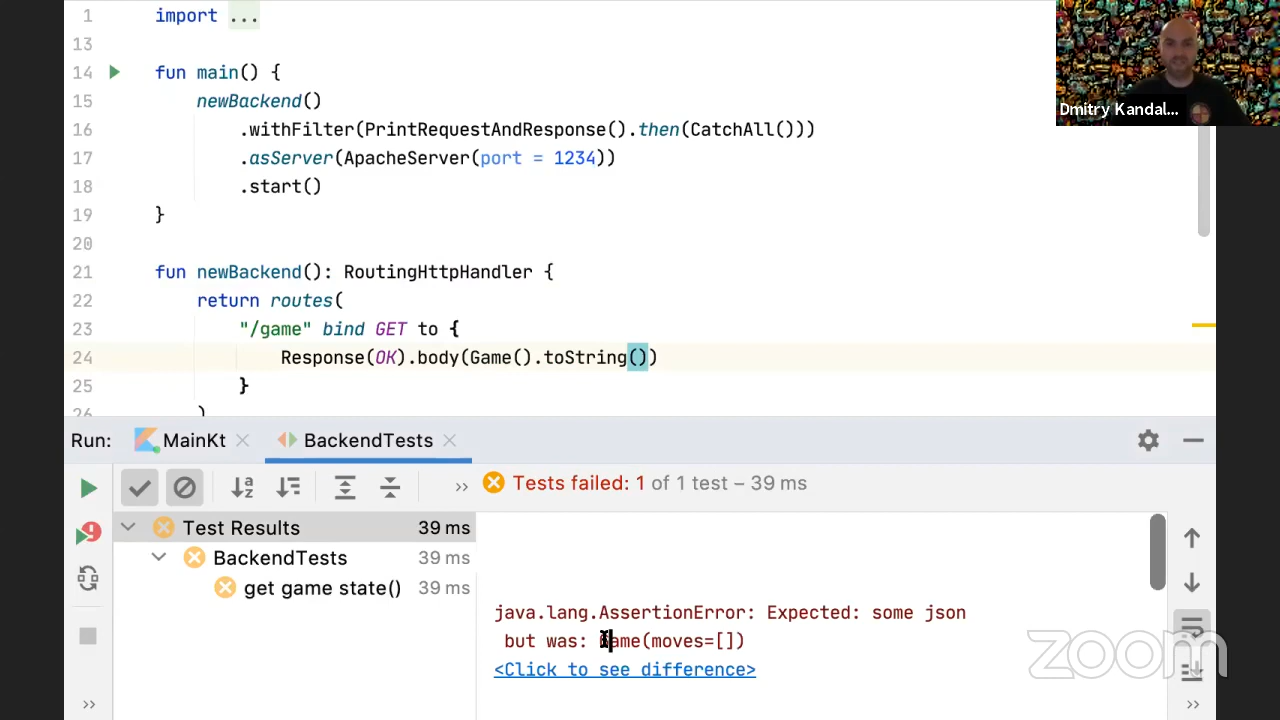 1 import ...
13
14 fun main() {
15 newBackend()
16 .withFilter(PrintRequestAndResponse().then(CatchAll()))
17 .asServer(ApacheServer(port = 1234))
18 .start()
19 }
20
21 fun newBackend(): RoutingHttpHandler {
22 return routes(
23 "/game" bind GET to {
24 Response(OK).body(Game().toString())
25 }
26 )
Dmitry Kandal...
Run: MainKt BackendTests
Tests failed: 1 of 1 test – 39 ms
Test Results 39 ms
BackendTests 39 ms
get game state() 39 ms
java.lang.AssertionError: Expected: some json
but was: Game(moves=[])
<Click to see difference>
zoom